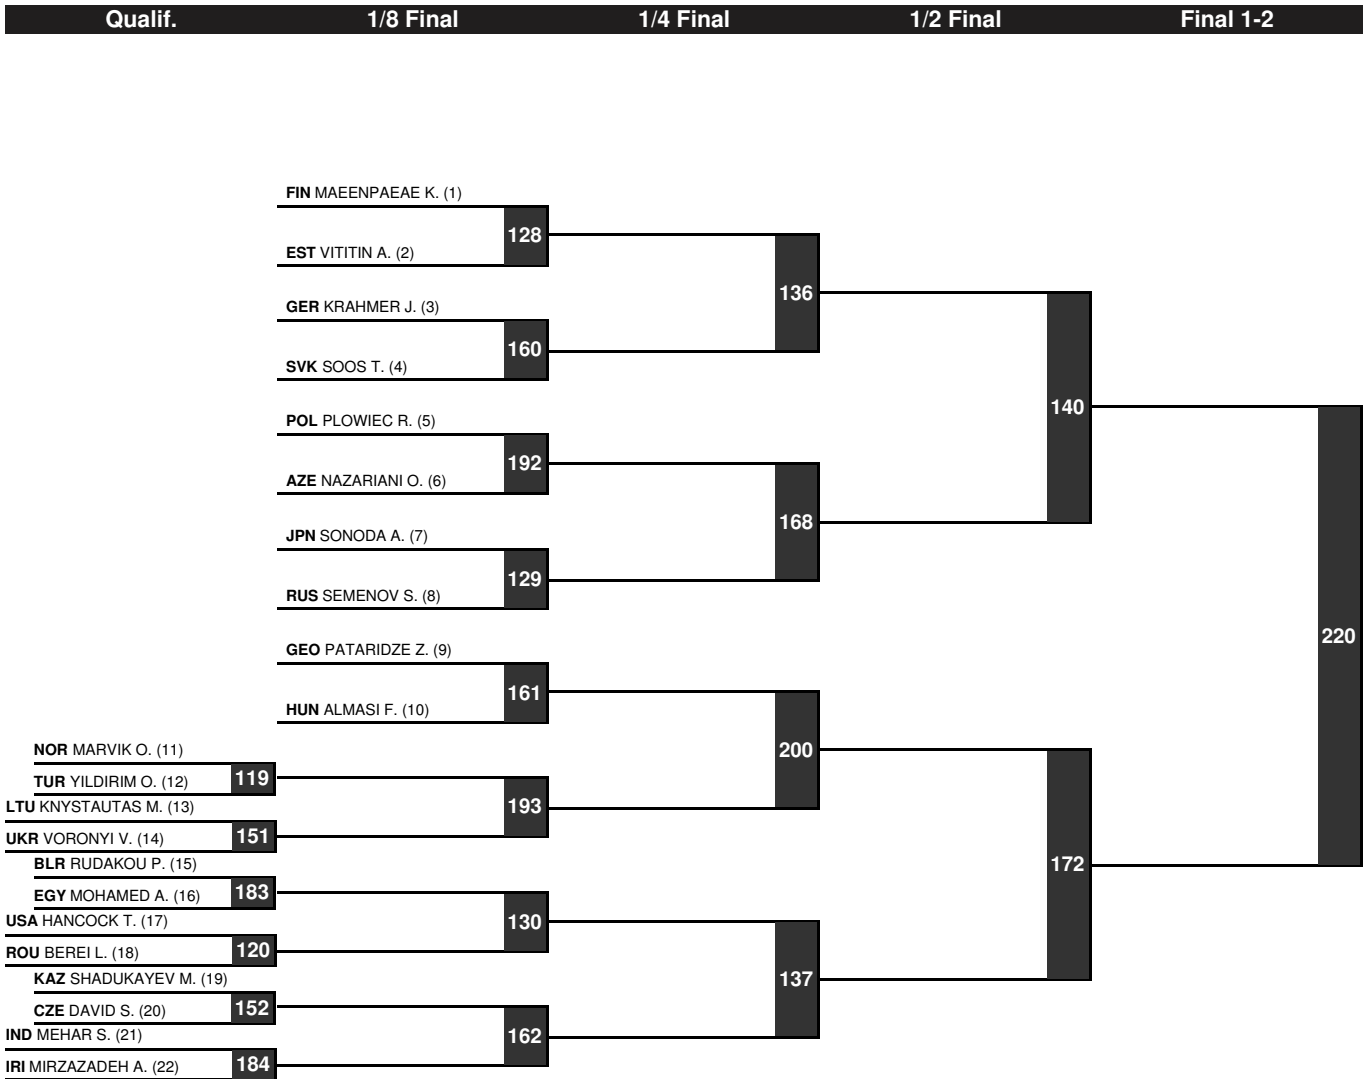 Qualif. 1/8 Final 1/4 Final 1/2 Final Final 1-2
FIN MAEENPAEAE K. (1)
128
EST VITITIN A. (2)
136
GER KRAHMER J. (3)
160
SVK SOOS T. (4)
140
POL PLOWIEC R. (5)
192
AZE NAZARIANI O. (6)
168
JPN SONODA A. (7)
129
RUS SEMENOV S. (8)
220
GEO PATARIDZE Z. (9)
161
HUN ALMASI F. (10)
NOR MARVIK O. (11)
200
TUR YILDIRIM O. (12) 119
LTU KNYSTAUTAS M. (13)
193
UKR VORONYI V. (14) 151
BLR RUDAKOU P. (15)
172
EGY MOHAMED A. (16) 183
USA HANCOCK T. (17)
130
ROU BEREI L. (18) 120
KAZ SHADUKAYEV M. (19)
137
CZE DAVID S. (20) 152
IND MEHAR S. (21)
162
IRI MIRZAZADEH A. (22) 184